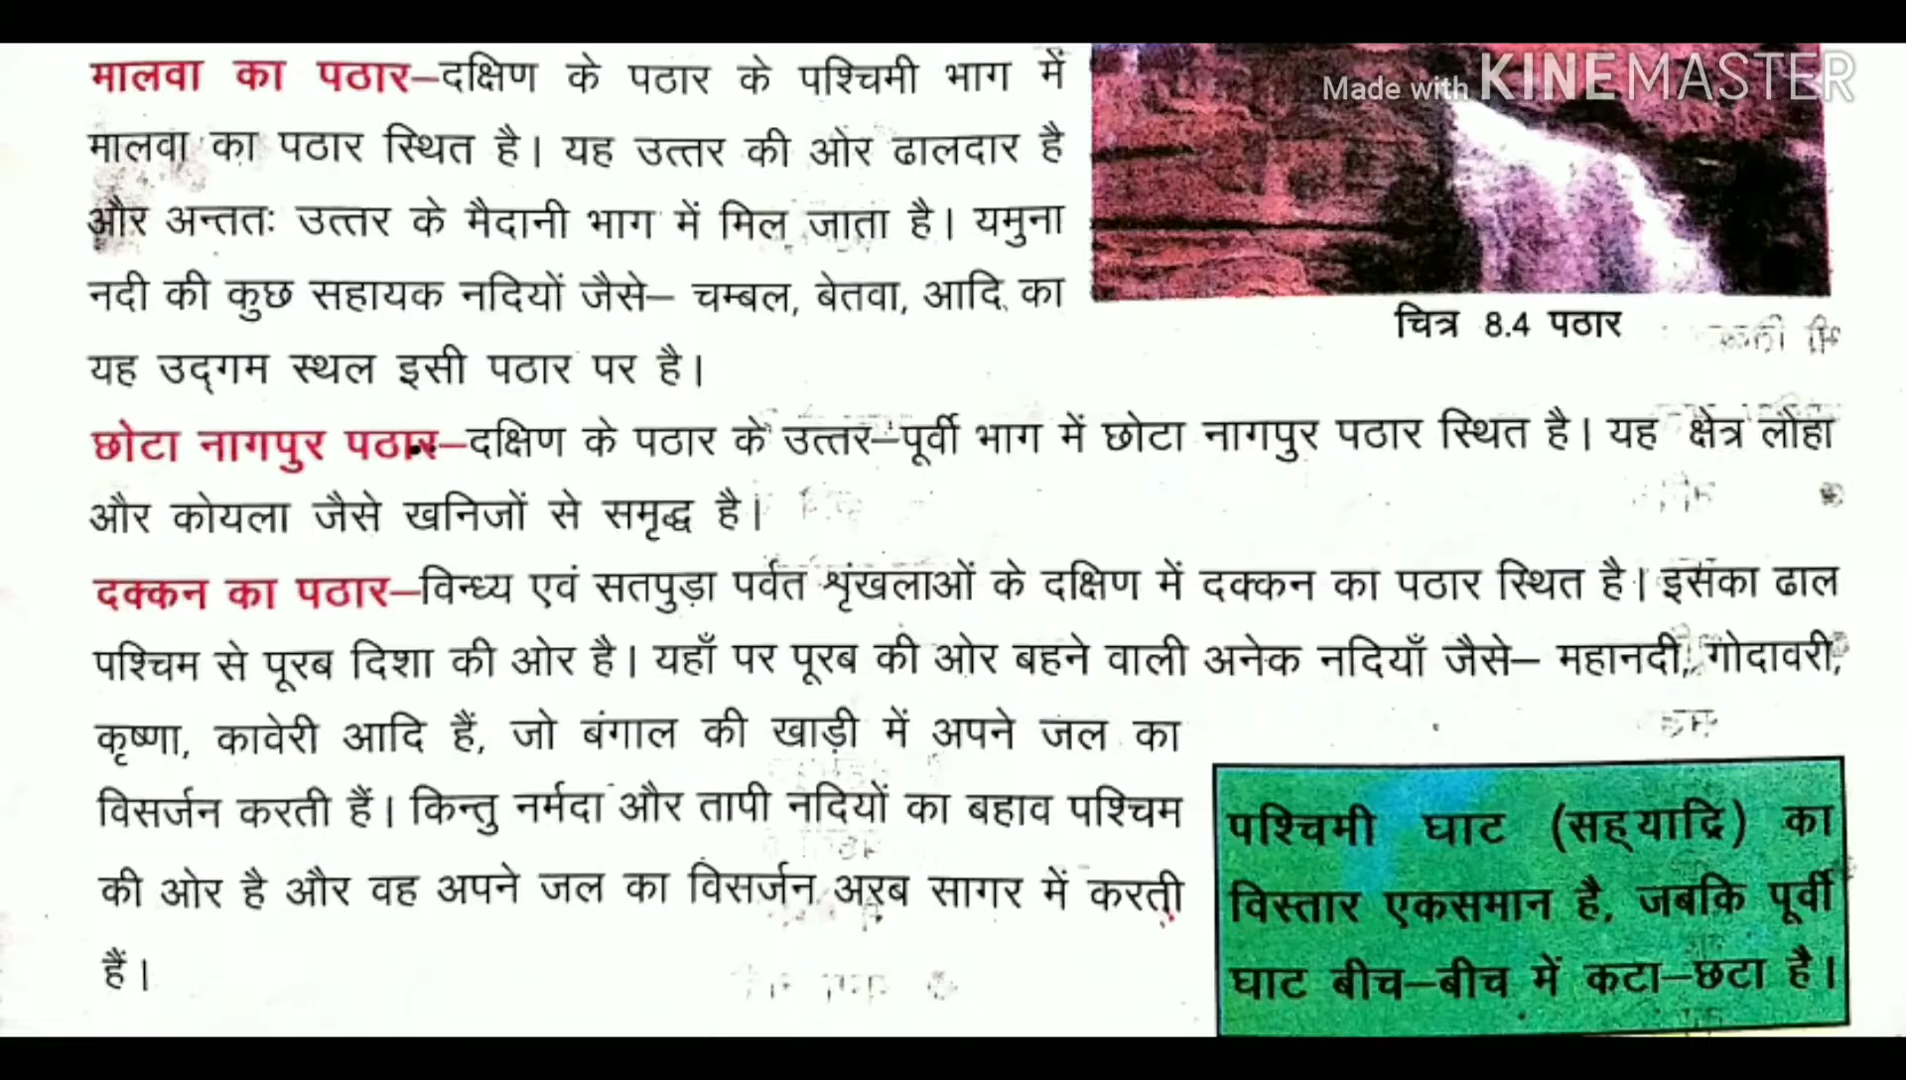 मालवा का पठार–दक्षिण के पठार के पश्चिमी भाग में
मालवा का पठार स्थित है। यह उत्तर की ओर ढालदार है
और अन्ततः उत्तर के मैदानी भाग में मिल जाता है। यमुना
नदी की कुछ सहायक नदियों जैसे– चम्बल, बेतवा, आदि का
यह उद्गम स्थल इसी पठार पर है।
Made with KINEMASTER
चित्र 8.4 पठार
छोटा नागपुर पठार–दक्षिण के पठार के उत्तर–पूर्वी भाग में छोटा नागपुर पठार स्थित है। यह क्षेत्र लोहा
और कोयला जैसे खनिजों से समृद्ध है।
दक्कन का पठार–विन्ध्य एवं सतपुड़ा पर्वत शृंखलाओं के दक्षिण में दक्कन का पठार स्थित है। इसका ढाल
पश्चिम से पूरब दिशा की ओर है। यहाँ पर पूरब की ओर बहने वाली अनेक नदियाँ जैसे– महानदी, गोदावरी,
कृष्णा, कावेरी आदि हैं, जो बंगाल की खाड़ी में अपने जल का
विसर्जन करती हैं। किन्तु नर्मदा और तापी नदियों का बहाव पश्चिम
की ओर है और वह अपने जल का विसर्जन अरब सागर में करती
हैं।
पश्चिमी घाट (सह्याद्रि) का
विस्तार एकसमान है, जबकि पूर्वी
घाट बीच–बीच में कटा–छटा है।